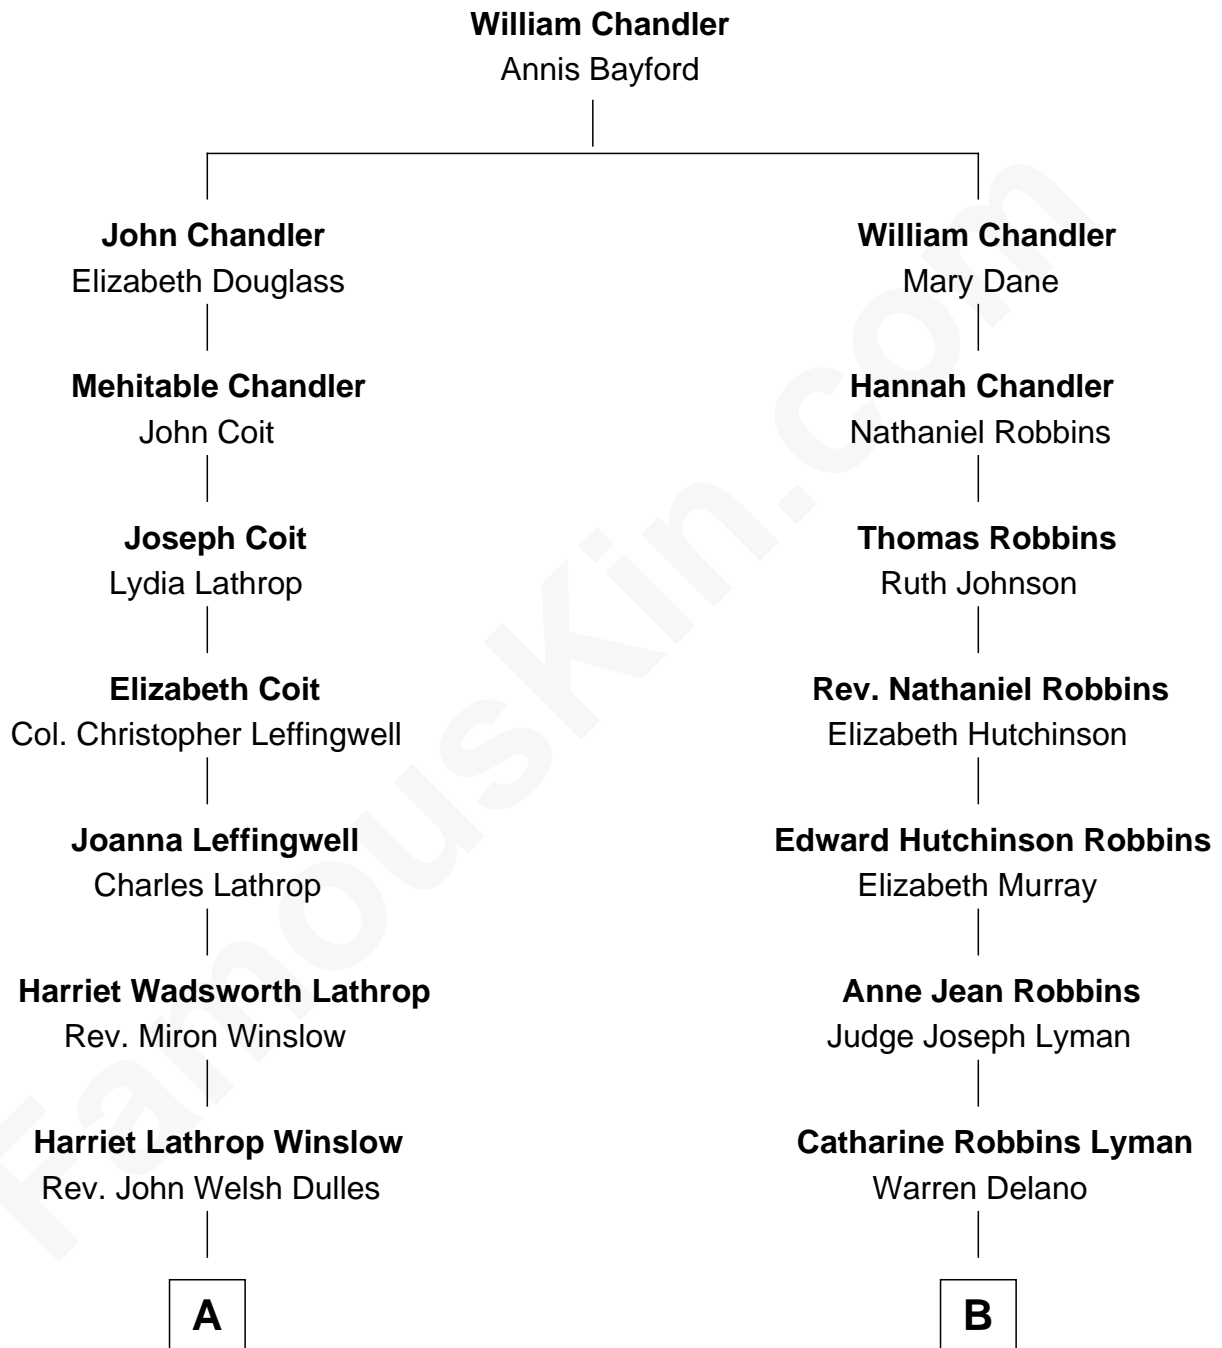 William Chandler
Annis Bayford
John Chandler
Elizabeth Douglass
William Chandler
Mary Dane
Mehitable Chandler
John Coit
Hannah Chandler
Nathaniel Robbins
Joseph Coit
Lydia Lathrop
Thomas Robbins
Ruth Johnson
Elizabeth Coit
Col. Christopher Leffingwell
Rev. Nathaniel Robbins
Elizabeth Hutchinson
Joanna Leffingwell
Charles Lathrop
Edward Hutchinson Robbins
Elizabeth Murray
Harriet Wadsworth Lathrop
Rev. Miron Winslow
Anne Jean Robbins
Judge Joseph Lyman
Harriet Lathrop Winslow
Rev. John Welsh Dulles
Catharine Robbins Lyman
Warren Delano
A
B
FamousKin.com